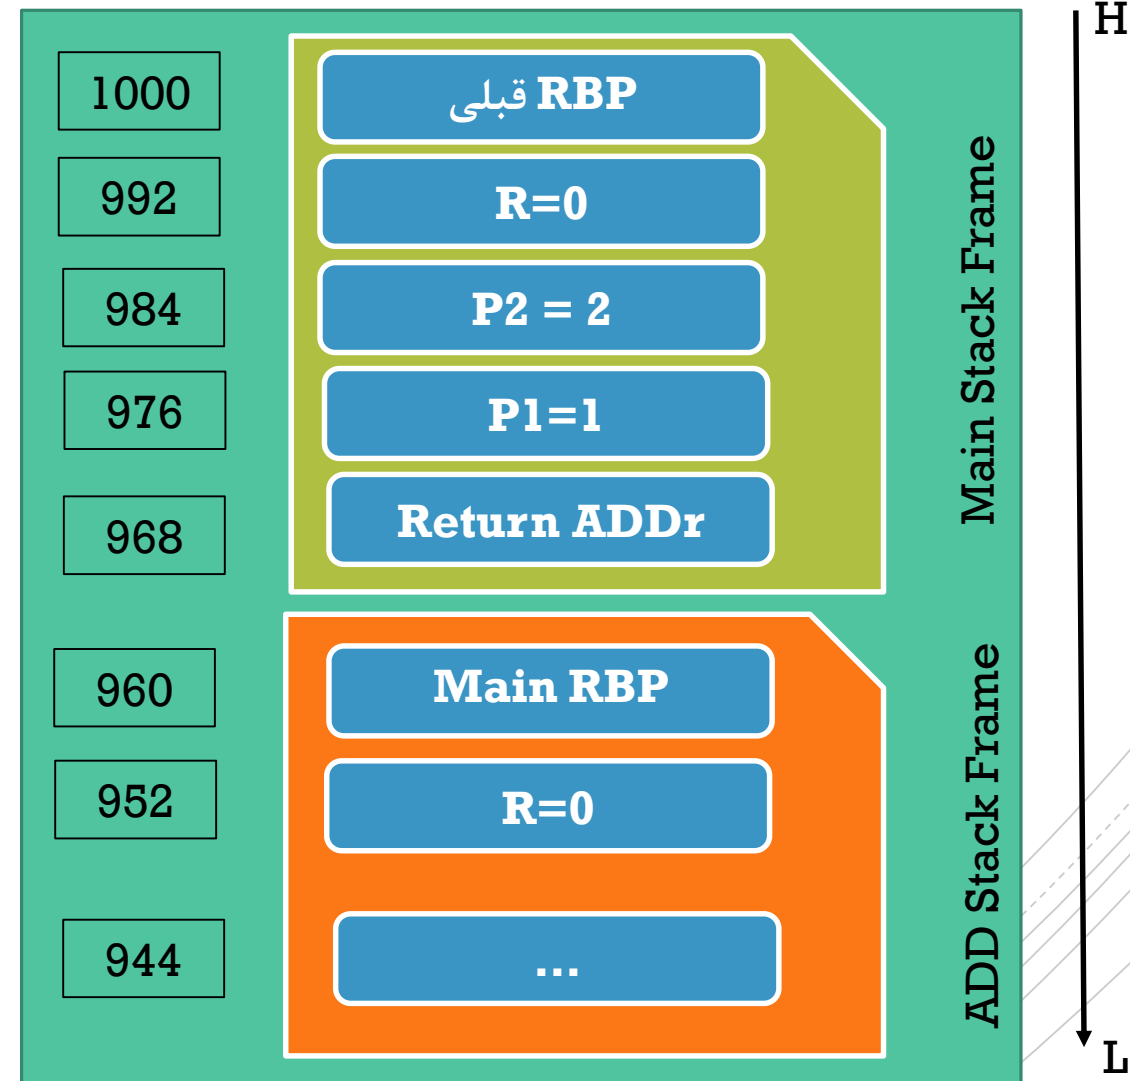 H
1000
RBP قبلی
992
R=0
984
P2 = 2
976
P1=1
968
Return ADDr
Main Stack Frame
960
Main RBP
952
R=0
944
...
ADD Stack Frame
L